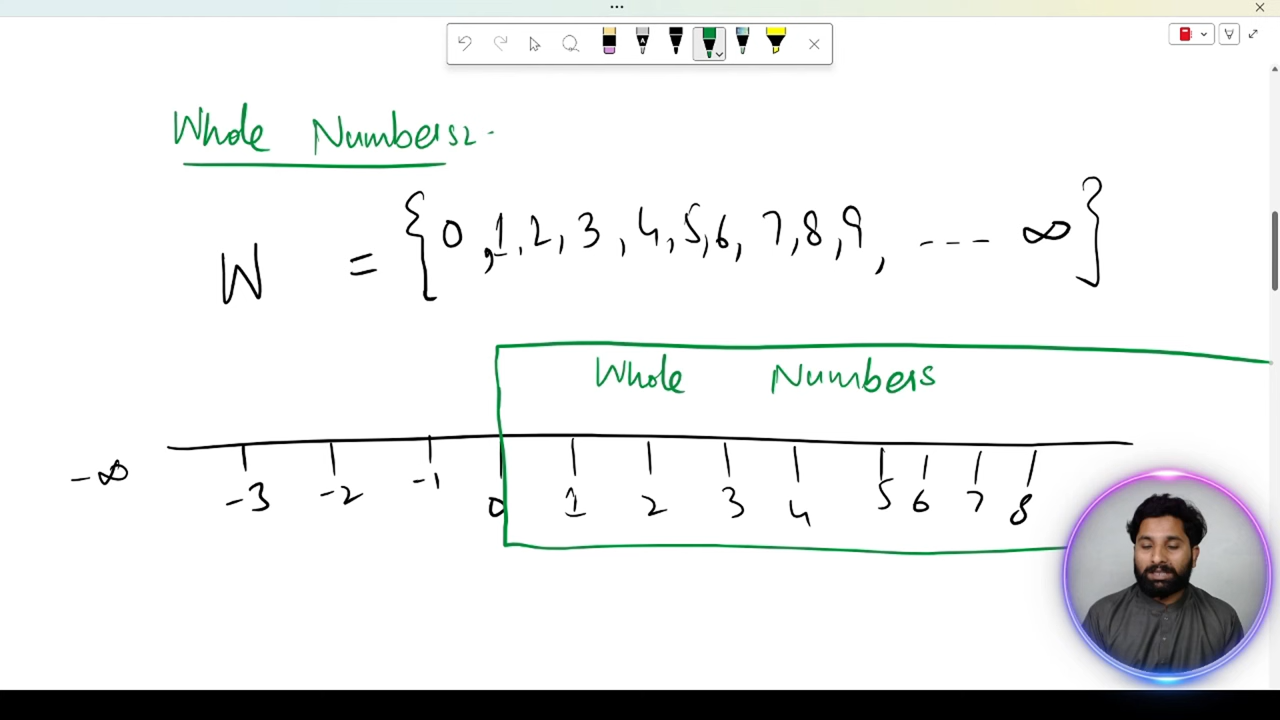 Whole Numbers:-
W = {0, 1, 2, 3, 4, 5, 6, 7, 8, 9, --- ∞}
Whole Numbers
-∞ -3 -2 -1 0 1 2 3 4 5 6 7 8